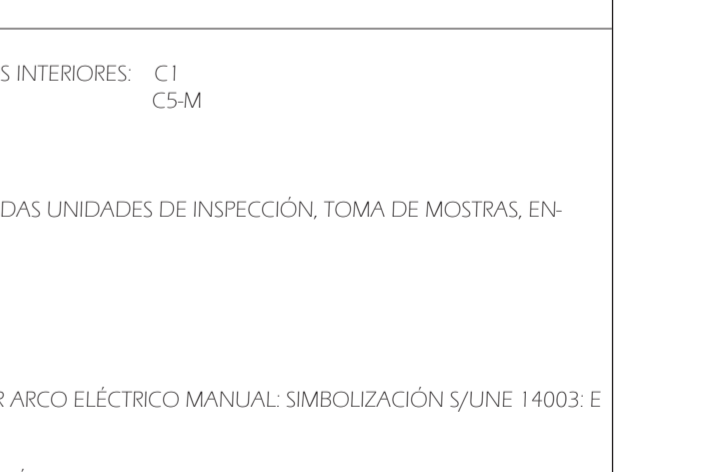 S INTERIORES: C1
C5-M
DAS UNIDADES DE INSPECCIÓN, TOMA DE MOSTRAS, EN-
R ARCO ELÉCTRICO MANUAL: SIMBOLIZACIÓN S/UNE 14003: E